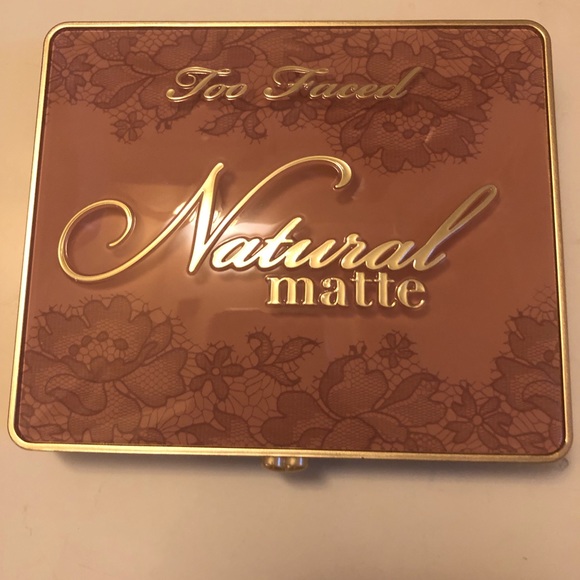 Too Faced
Natural
matte